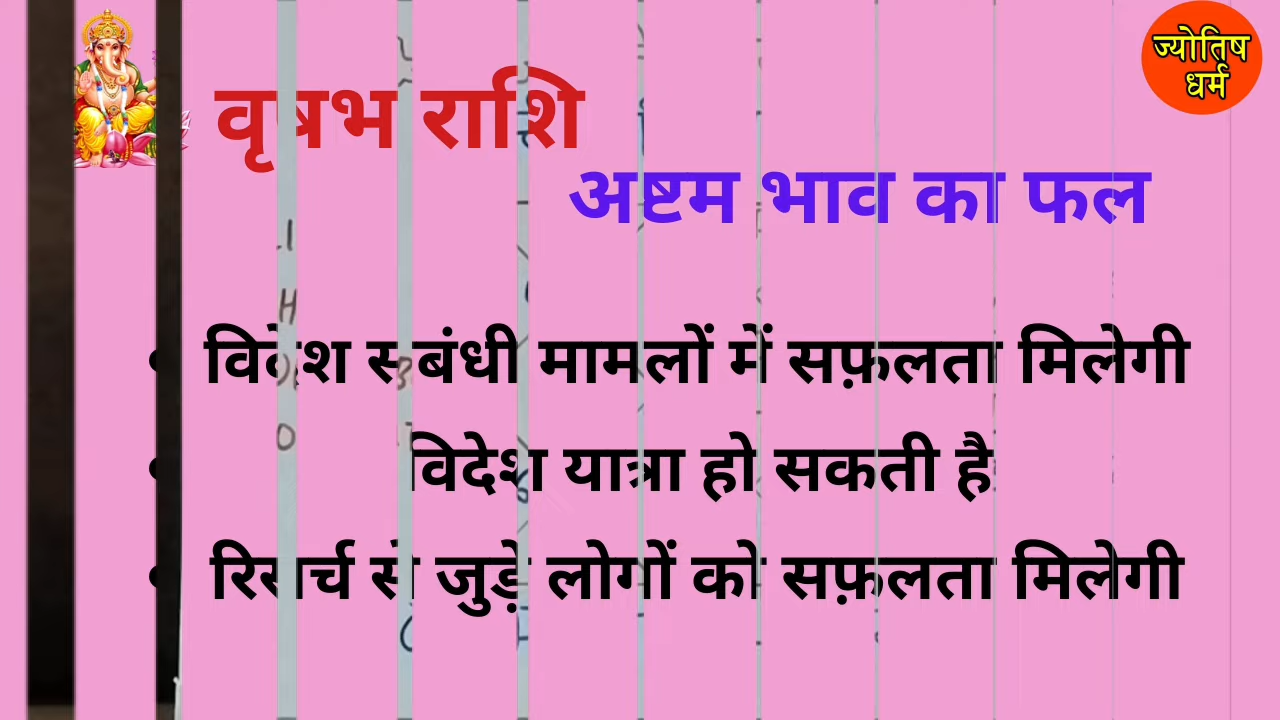 ज्योतिष
धर्म
वृषभ राशि
अष्टम भाव का फल
• विदेश सबंधी मामलों में सफ़लता मिलेगी
• विदेश यात्रा हो सकती है
• रिसर्च से जुड़े लोगों को सफ़लता मिलेगी